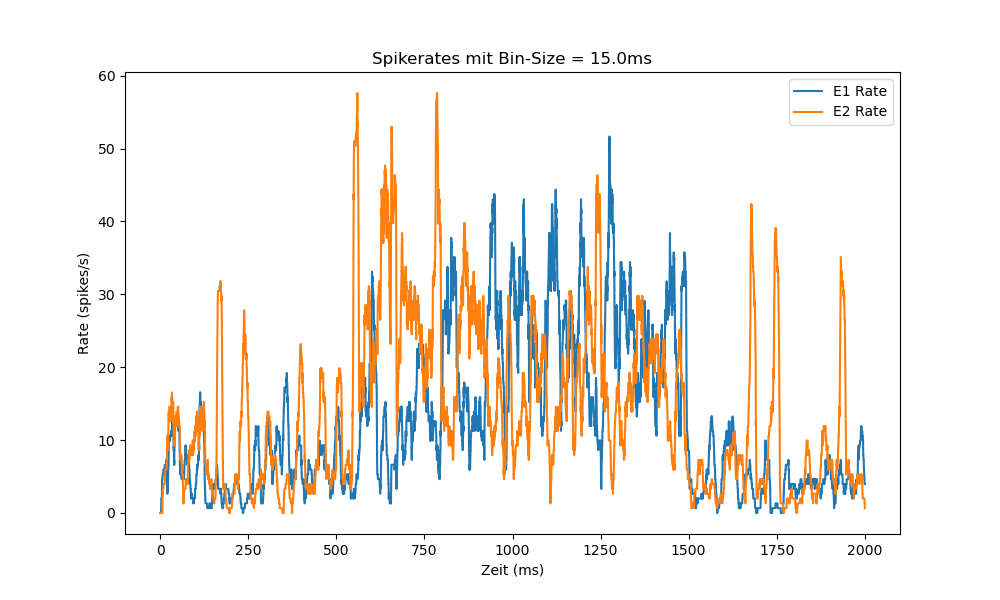 Spikerates mit Bin-Size = 15.0ms
E1 Rate
E2 Rate
Rate (spikes/s)
60
50
40
30
20
10
0
0 250 500 750 1000 1250 1500 1750 2000
Zeit (ms)